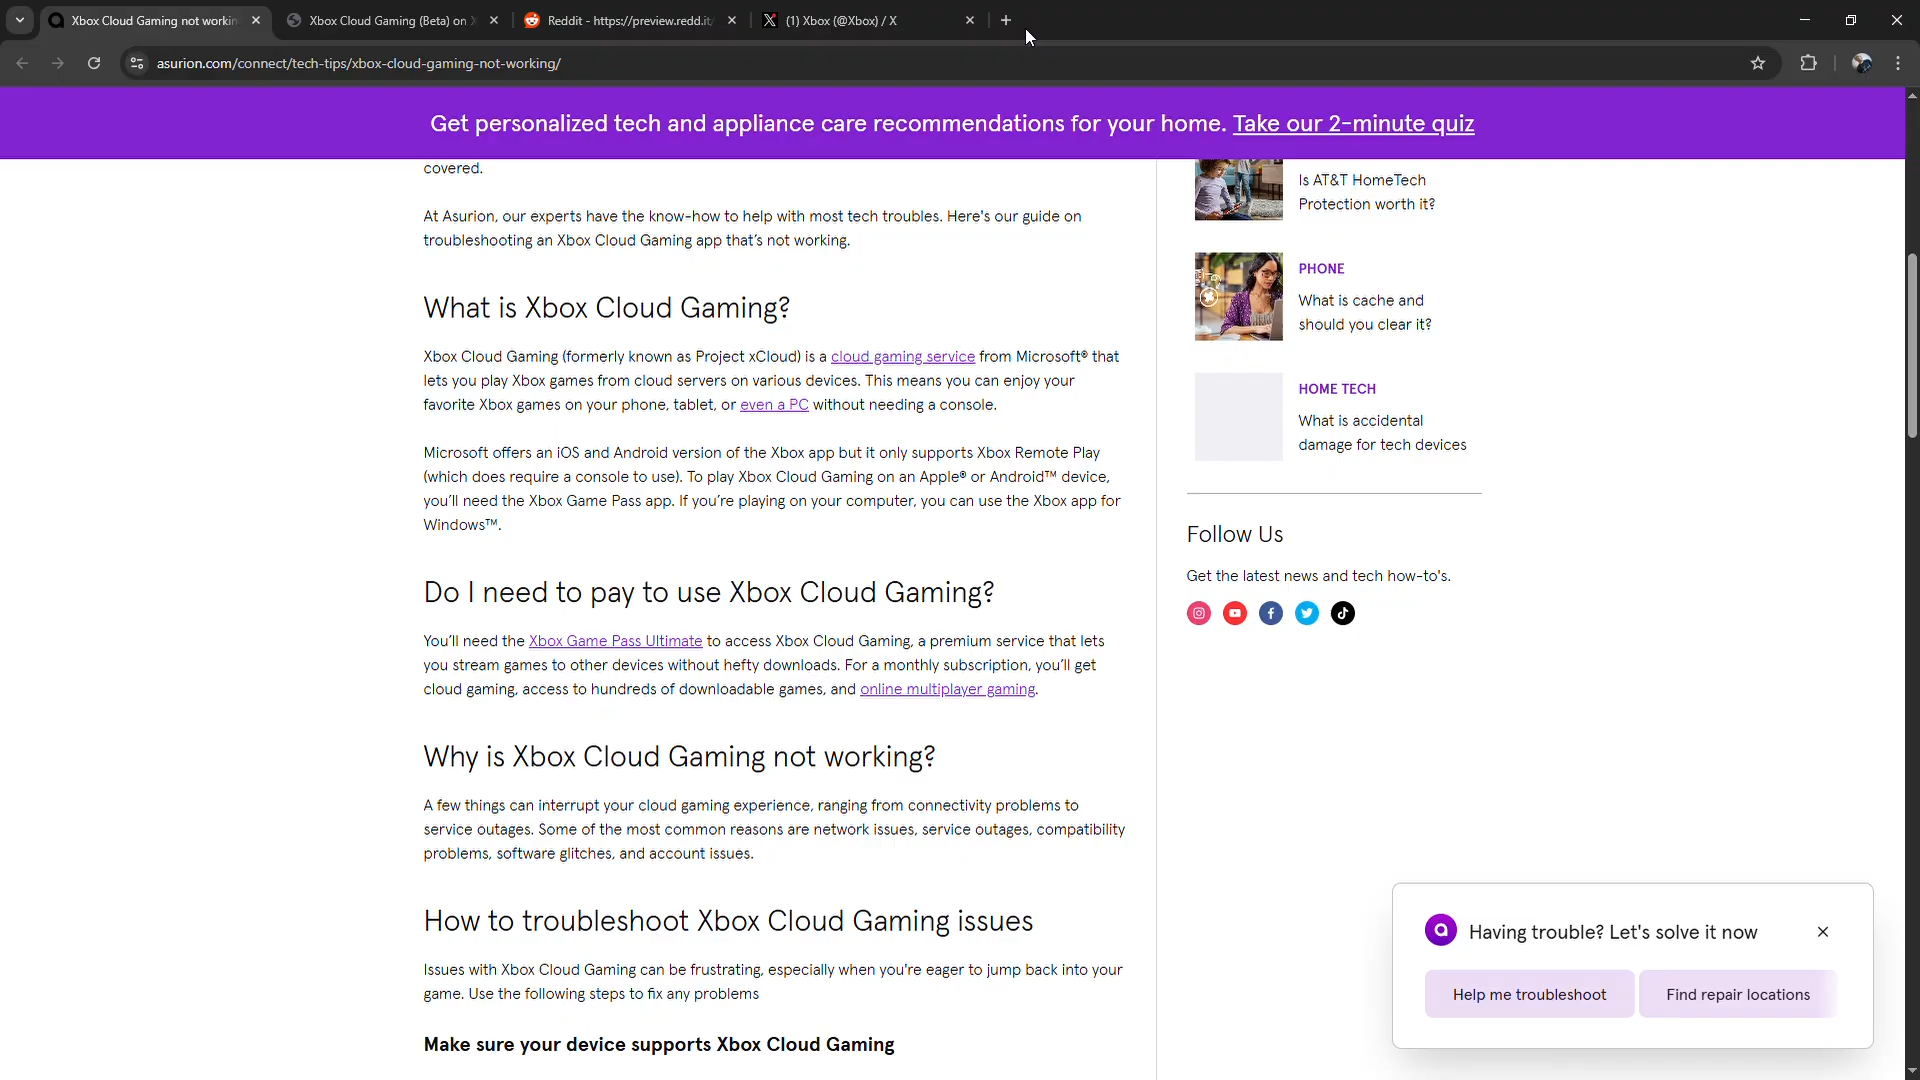 Xbox Cloud Gaming not workin
Xbox Cloud Gaming (Beta) on X
Reddit - https://preview.redd.it/
(1) Xbox (@Xbox) / X
asurion.com/connect/tech-tips/xbox-cloud-gaming-not-working/
Get personalized tech and appliance care recommendations for your home. Take our 2-minute quiz
covered.
At Asurion, our experts have the know-how to help with most tech troubles. Here's our guide on
troubleshooting an Xbox Cloud Gaming app that's not working.
What is Xbox Cloud Gaming?
Xbox Cloud Gaming (formerly known as Project xCloud) is a cloud gaming service from Microsoft® that
lets you play Xbox games from cloud servers on various devices. This means you can enjoy your
favorite Xbox games on your phone, tablet, or even a PC without needing a console.
Microsoft offers an iOS and Android version of the Xbox app but it only supports Xbox Remote Play
(which does require a console to use). To play Xbox Cloud Gaming on an Apple® or Android™ device,
you'll need the Xbox Game Pass app. If you're playing on your computer, you can use the Xbox app for
Windows™.
Do I need to pay to use Xbox Cloud Gaming?
You'll need the Xbox Game Pass Ultimate to access Xbox Cloud Gaming, a premium service that lets
you stream games to other devices without hefty downloads. For a monthly subscription, you'll get
cloud gaming, access to hundreds of downloadable games, and online multiplayer gaming.
Why is Xbox Cloud Gaming not working?
A few things can interrupt your cloud gaming experience, ranging from connectivity problems to
service outages. Some of the most common reasons are network issues, service outages, compatibility
problems, software glitches, and account issues.
How to troubleshoot Xbox Cloud Gaming issues
Issues with Xbox Cloud Gaming can be frustrating, especially when you're eager to jump back into your
game. Use the following steps to fix any problems
Make sure your device supports Xbox Cloud Gaming
Is AT&T HomeTech
Protection worth it?
PHONE
What is cache and
should you clear it?
HOME TECH
What is accidental
damage for tech devices
Follow Us
Get the latest news and tech how-to's.
Having trouble? Let's solve it now
Help me troubleshoot
Find repair locations